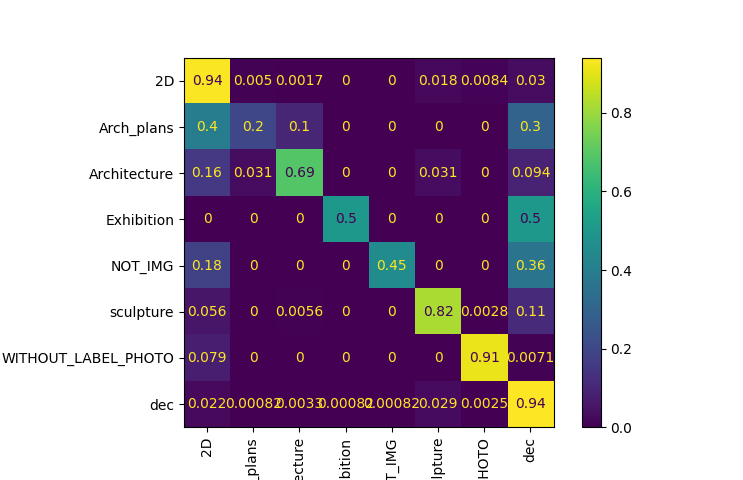 2D 0.94 0.005 0.0017 0 0 0.018 0.0084 0.03
Arch_plans 0.4 0.2 0.1 0 0 0 0 0.3
Architecture 0.16 0.031 0.69 0 0 0.031 0 0.094
Exhibition 0 0 0 0.5 0 0 0 0.5
NOT_IMG 0.18 0 0 0 0.45 0 0 0.36
sculpture 0.056 0 0.0056 0 0 0.82 0.0028 0.11
WITHOUT_LABEL_PHOTO 0.079 0 0 0 0 0 0.91 0.0071
dec 0.022 0.00082 0.0033 0.00082 0.00082 0.029 0.0025 0.94
2D _plans ecture bition T_IMG lpture HOTO dec
0.8
0.6
0.4
0.2
0.0